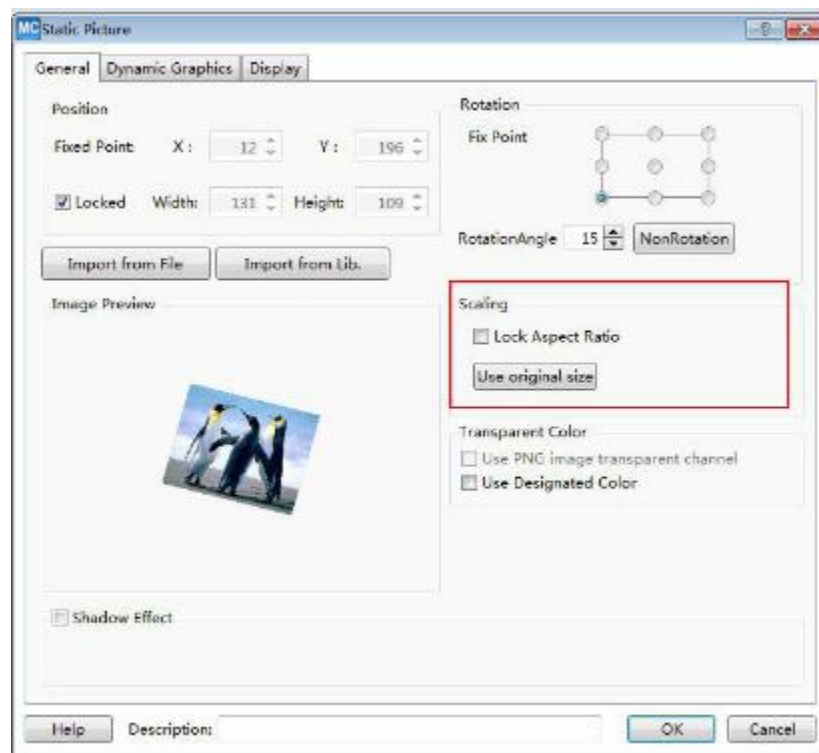 MC Static Picture
General Dynamic Graphics Display
Position
Fixed Point: X : 12 Y : 196
Locked Width: 131 Height: 109
Import from File Import from Lib.
Image Preview
Shadow Effect
Rotation
Fix Point
RotationAngle 15 NonRotation
Scaling
Lock Aspect Ratio
Use original size
Transparent Color
Use PNG image transparent channel
Use Designated Color
Help Description: OK Cancel